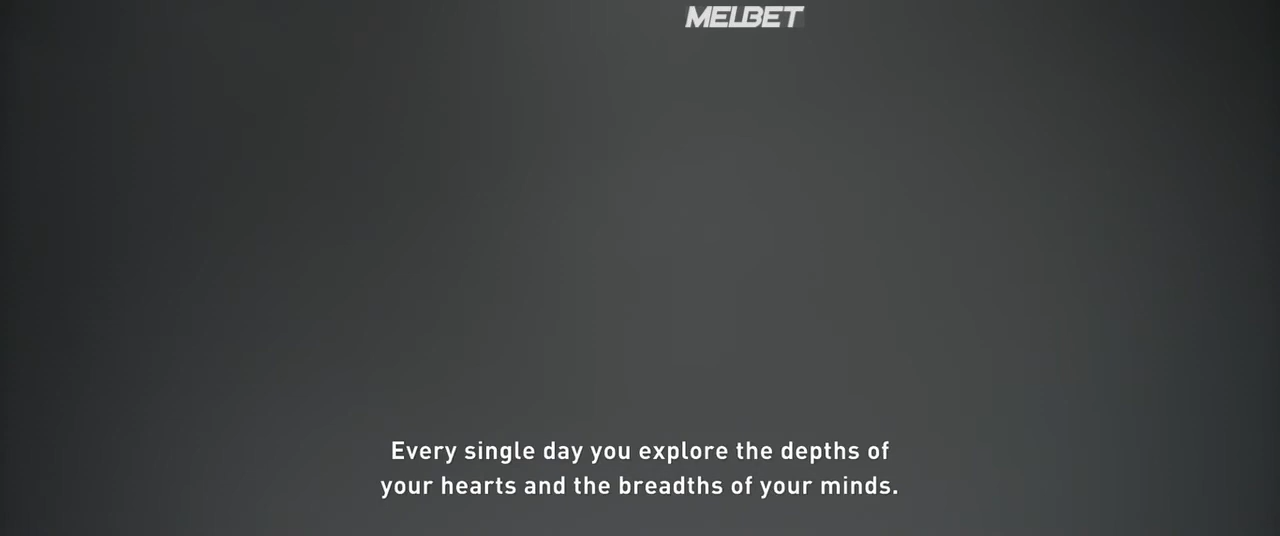 MELBET
Every single day you explore the depths of
your hearts and the breadths of your minds.